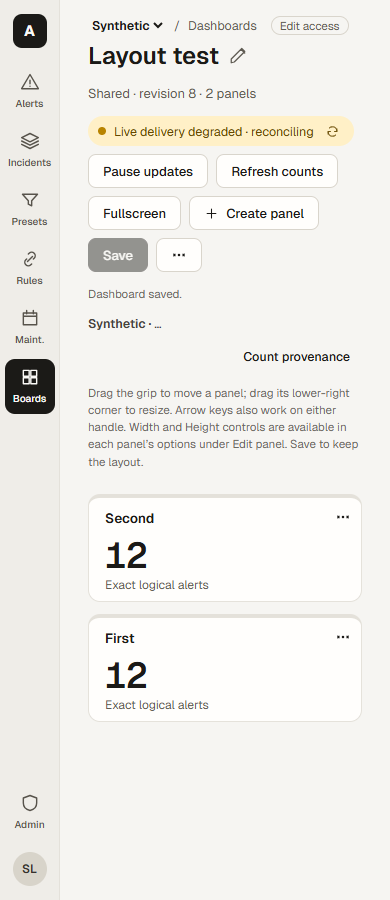 A
Alerts
Incidents
Presets
Rules
Maint.
Boards
Admin
SL
Synthetic / Dashboards Edit access
Layout test
Shared · revision 8 · 2 panels
Live delivery degraded · reconciling
Pause updates Refresh counts
Fullscreen + Create panel
Save ···
Dashboard saved.
Synthetic · …
Count provenance
Drag the grip to move a panel; drag its lower-right
corner to resize. Arrow keys also work on either
handle. Width and Height controls are available in
each panel's options under Edit panel. Save to keep
the layout.
Second ···
12
Exact logical alerts
First ···
12
Exact logical alerts